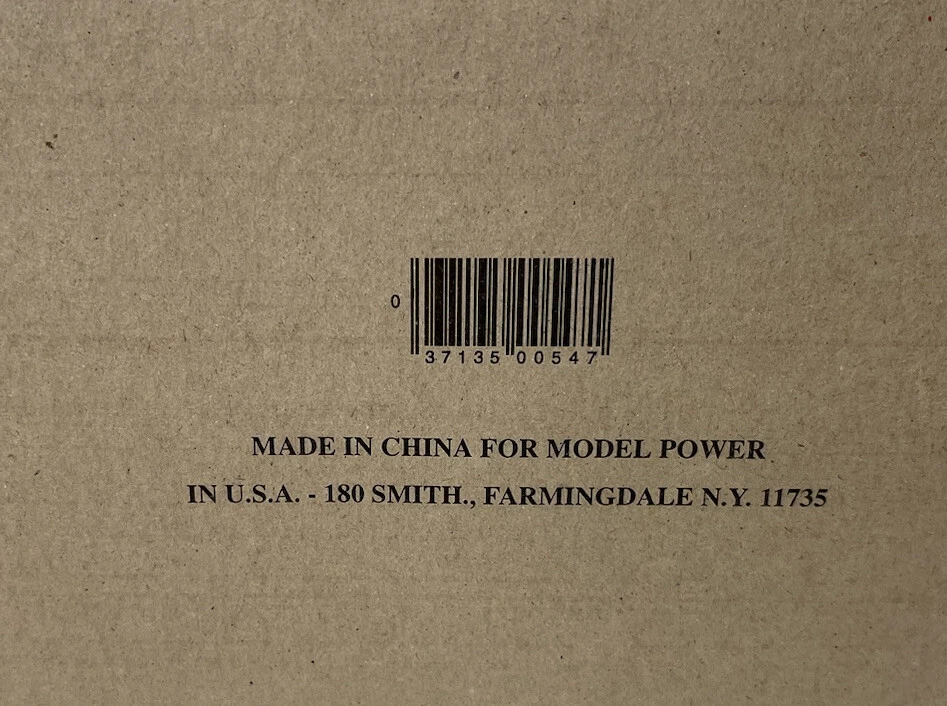 0
37135 00547
MADE IN CHINA FOR MODEL POWER
IN U.S.A. - 180 SMITH., FARMINGDALE N.Y. 11735